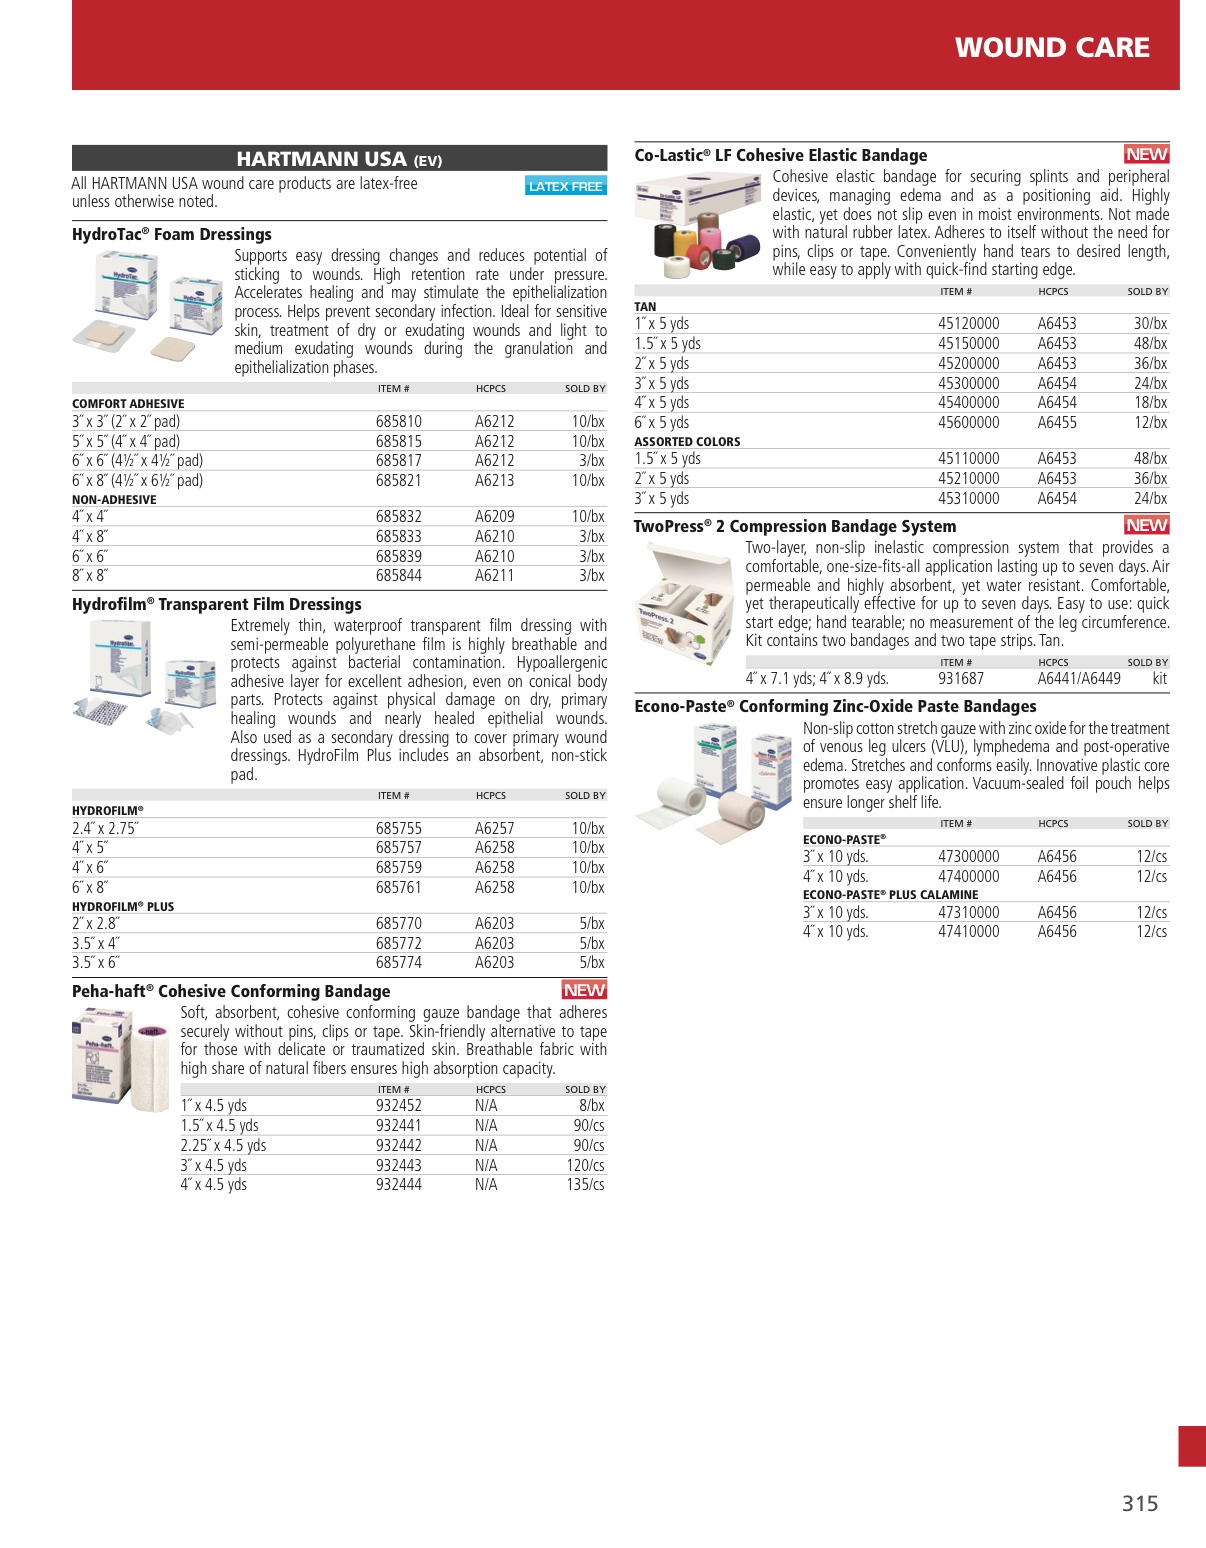 WOUND CARE
HARTMANN USA (EV)
All HARTMANN USA wound care products are latex-free
unless otherwise noted.
LATEX FREE
HydroTac® Foam Dressings
Supports easy dressing changes and reduces potential of
sticking to wounds. High retention rate under pressure.
Accelerates healing and may stimulate the epithelialization
process. Helps prevent secondary infection. Ideal for sensitive
skin, treatment of dry or exudating wounds and light to
medium exudating wounds during the granulation and
epithelialization phases.
ITEM # HCPCS SOLD BY
COMFORT ADHESIVE
3˝ x 3˝ (2˝ x 2˝ pad) 685810 A6212 10/bx
5˝ x 5˝ (4˝ x 4˝ pad) 685815 A6212 10/bx
6˝ x 6˝ (4½˝ x 4½˝ pad) 685817 A6212 3/bx
6˝ x 8˝ (4½˝ x 6½˝ pad) 685821 A6213 10/bx
NON-ADHESIVE
4˝ x 4˝ 685832 A6209 10/bx
4˝ x 8˝ 685833 A6210 3/bx
6˝ x 6˝ 685839 A6210 3/bx
8˝ x 8˝ 685844 A6211 3/bx
Hydrofilm® Transparent Film Dressings
Extremely thin, waterproof transparent film dressing with
semi-permeable polyurethane film is highly breathable and
protects against bacterial contamination. Hypoallergenic
adhesive layer for excellent adhesion, even on conical body
parts. Protects against physical damage on dry, primary
healing wounds and nearly healed epithelial wounds.
Also used as a secondary dressing to cover primary wound
dressings. HydroFilm Plus includes an absorbent, non-stick
pad.
ITEM # HCPCS SOLD BY
HYDROFILM®
2.4˝ x 2.75˝ 685755 A6257 10/bx
4˝ x 5˝ 685757 A6258 10/bx
4˝ x 6˝ 685759 A6258 10/bx
6˝ x 8˝ 685761 A6258 10/bx
HYDROFILM® PLUS
2˝ x 2.8˝ 685770 A6203 5/bx
3.5˝ x 4˝ 685772 A6203 5/bx
3.5˝ x 6˝ 685774 A6203 5/bx
Peha-haft® Cohesive Conforming Bandage NEW
Soft, absorbent, cohesive conforming gauze bandage that adheres
securely without pins, clips or tape. Skin-friendly alternative to tape
for those with delicate or traumatized skin. Breathable fabric with
high share of natural fibers ensures high absorption capacity.
ITEM # HCPCS SOLD BY
1˝ x 4.5 yds 932452 N/A 8/bx
1.5˝ x 4.5 yds 932441 N/A 90/cs
2.25˝ x 4.5 yds 932442 N/A 90/cs
3˝ x 4.5 yds 932443 N/A 120/cs
4˝ x 4.5 yds 932444 N/A 135/cs
Co-Lastic® LF Cohesive Elastic Bandage NEW
Cohesive elastic bandage for securing splints and peripheral
devices, managing edema and as a positioning aid. Highly
elastic, yet does not slip even in moist environments. Not made
with natural rubber latex. Adheres to itself without the need for
pins, clips or tape. Conveniently hand tears to desired length,
while easy to apply with quick-find starting edge.
ITEM # HCPCS SOLD BY
TAN
1˝ x 5 yds 45120000 A6453 30/bx
1.5˝ x 5 yds 45150000 A6453 48/bx
2˝ x 5 yds 45200000 A6453 36/bx
3˝ x 5 yds 45300000 A6454 24/bx
4˝ x 5 yds 45400000 A6454 18/bx
6˝ x 5 yds 45600000 A6455 12/bx
ASSORTED COLORS
1.5˝ x 5 yds 45110000 A6453 48/bx
2˝ x 5 yds 45210000 A6453 36/bx
3˝ x 5 yds 45310000 A6454 24/bx
TwoPress® 2 Compression Bandage System NEW
Two-layer, non-slip inelastic compression system that provides a
comfortable, one-size-fits-all application lasting up to seven days. Air
permeable and highly absorbent, yet water resistant. Comfortable,
yet therapeutically effective for up to seven days. Easy to use: quick
start edge; hand tearable; no measurement of the leg circumference.
Kit contains two bandages and two tape strips. Tan.
ITEM # HCPCS SOLD BY
4˝ x 7.1 yds; 4˝ x 8.9 yds. 931687 A6441/A6449 kit
Econo-Paste® Conforming Zinc-Oxide Paste Bandages
Non-slip cotton stretch gauze with zinc oxide for the treatment
of venous leg ulcers (VLU), lymphedema and post-operative
edema. Stretches and conforms easily. Innovative plastic core
promotes easy application. Vacuum-sealed foil pouch helps
ensure longer shelf life.
ITEM # HCPCS SOLD BY
ECONO-PASTE®
3˝ x 10 yds. 47300000 A6456 12/cs
4˝ x 10 yds. 47400000 A6456 12/cs
ECONO-PASTE® PLUS CALAMINE
3˝ x 10 yds. 47310000 A6456 12/cs
4˝ x 10 yds. 47410000 A6456 12/cs
315